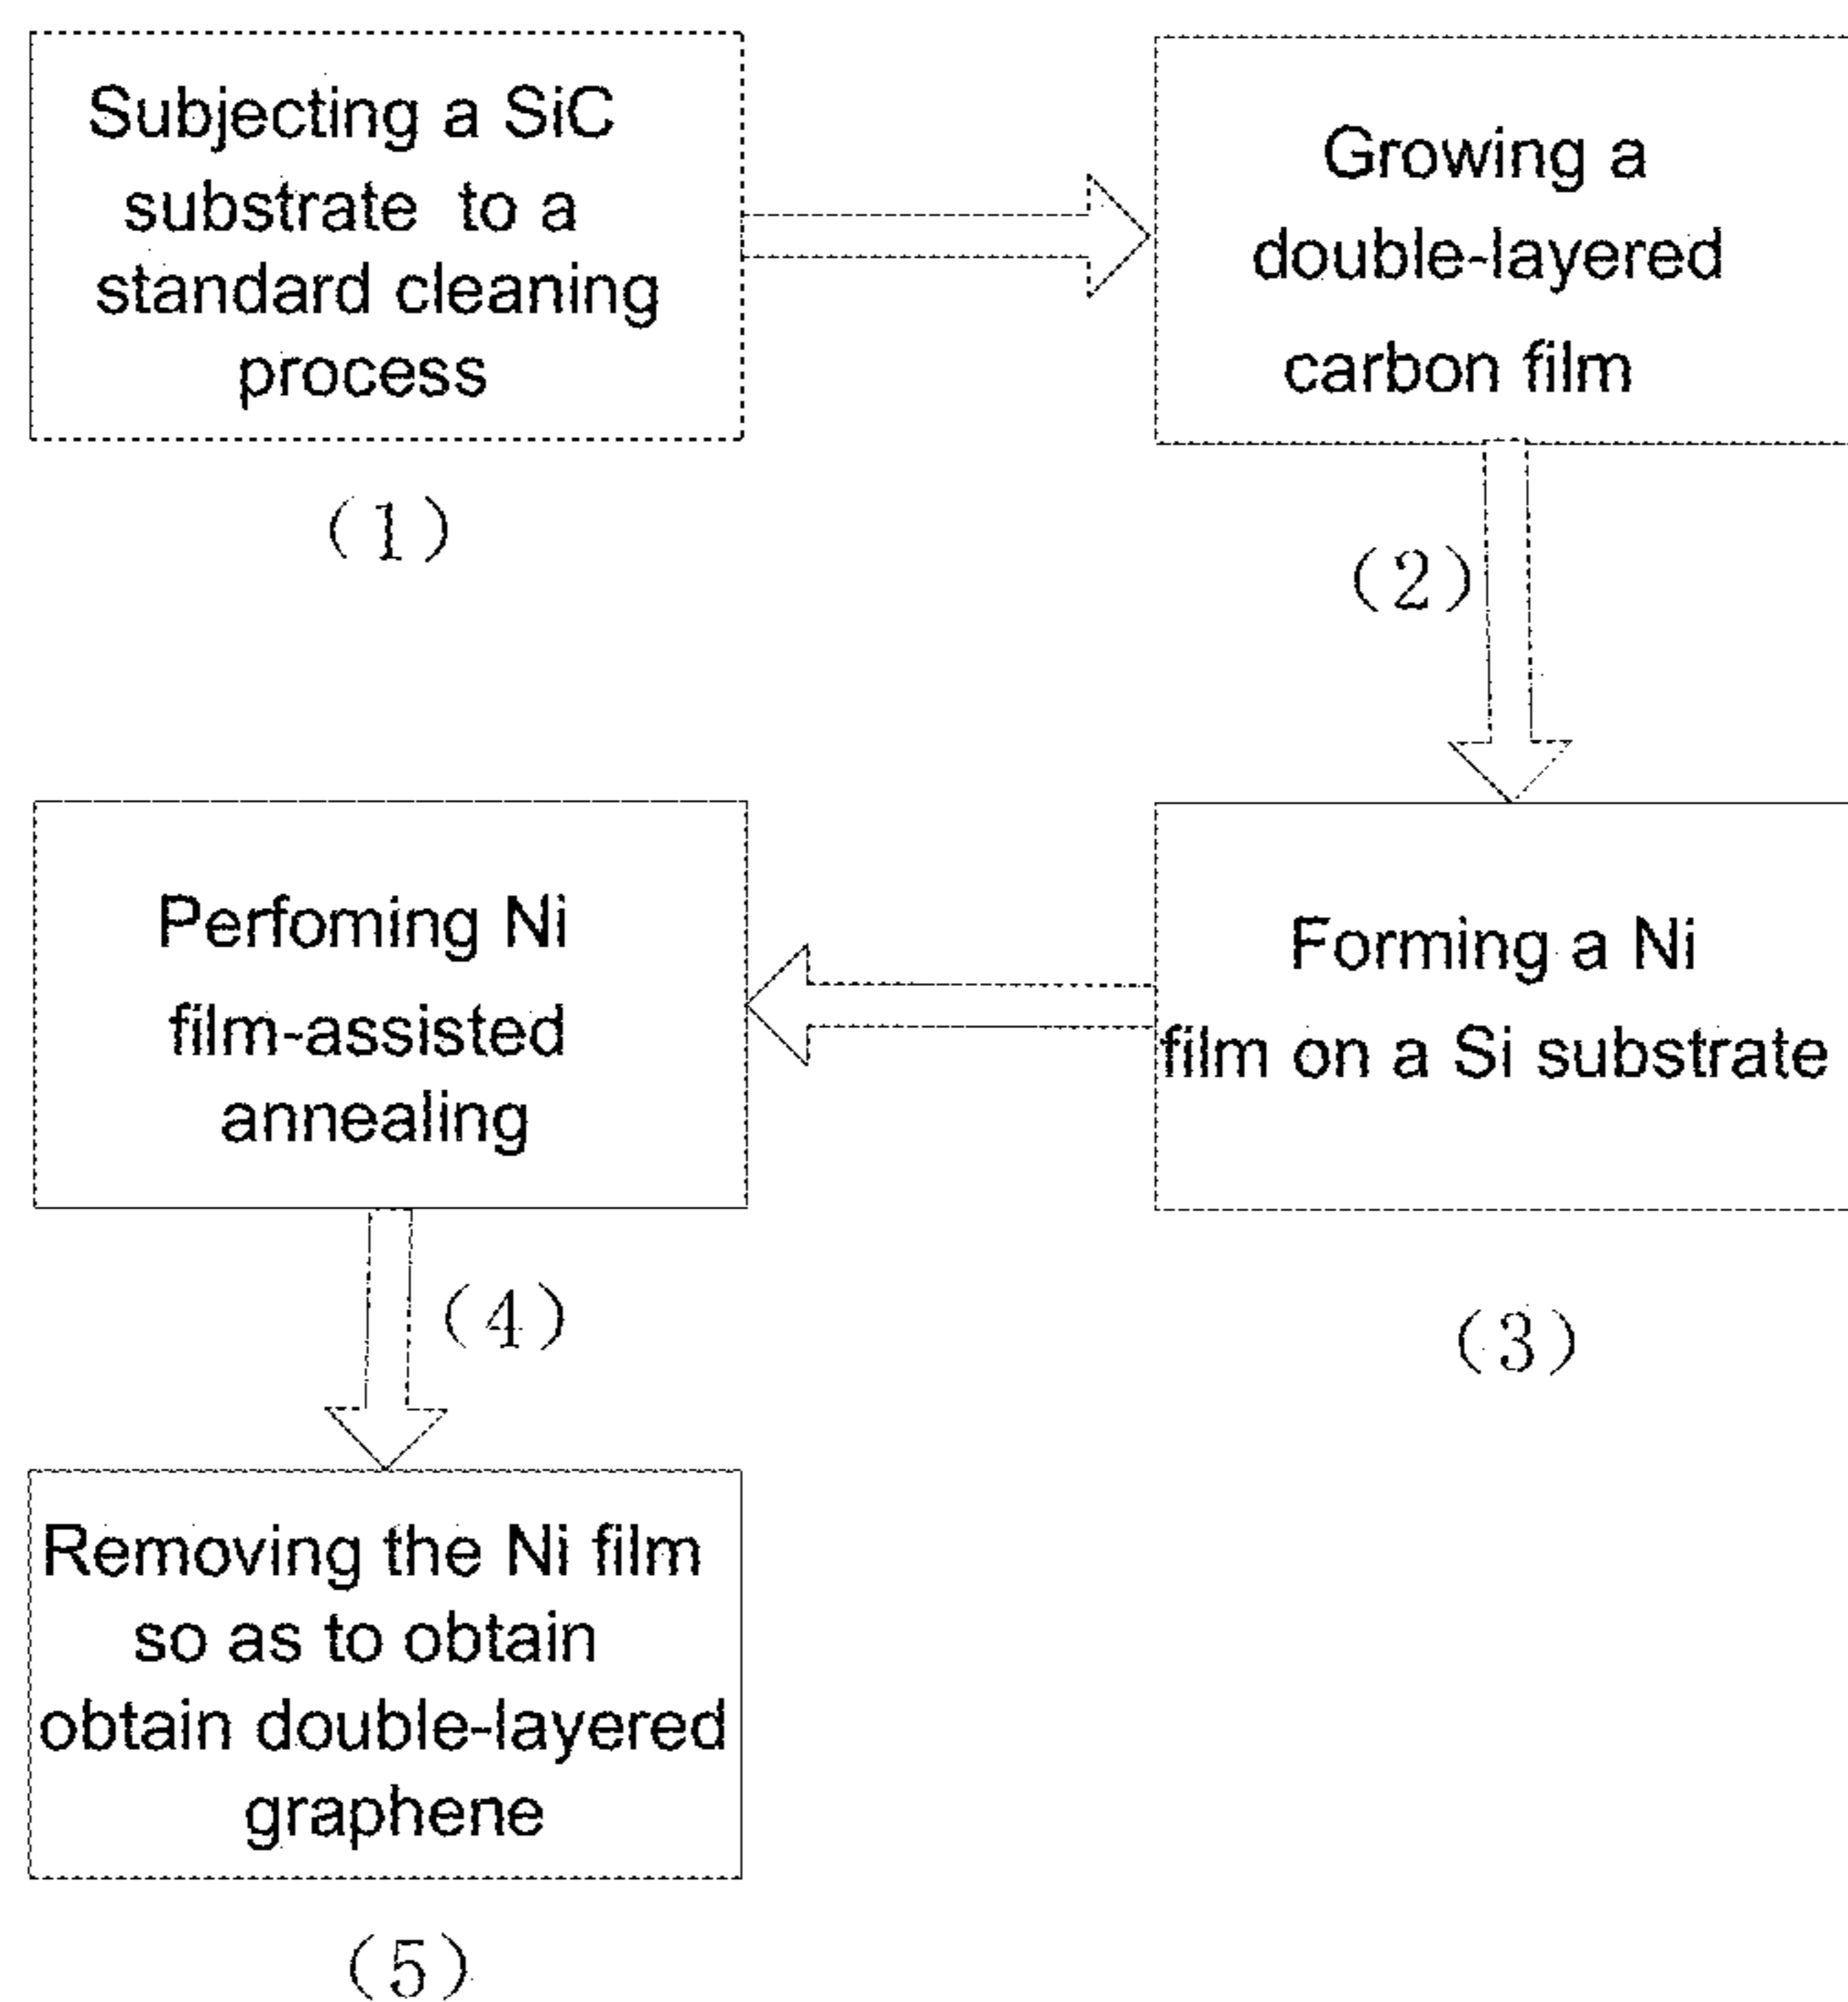 Subjecting a SiC
substrate to a
standard cleaning
process
(1)
Growing a
double-layered
carbon film
(2)
Forming a Ni
film on a Si substrate
(3)
Perfoming Ni
film-assisted
annealing
(4)
Removing the Ni film
so as to obtain
obtain double-layered
graphene
(5)